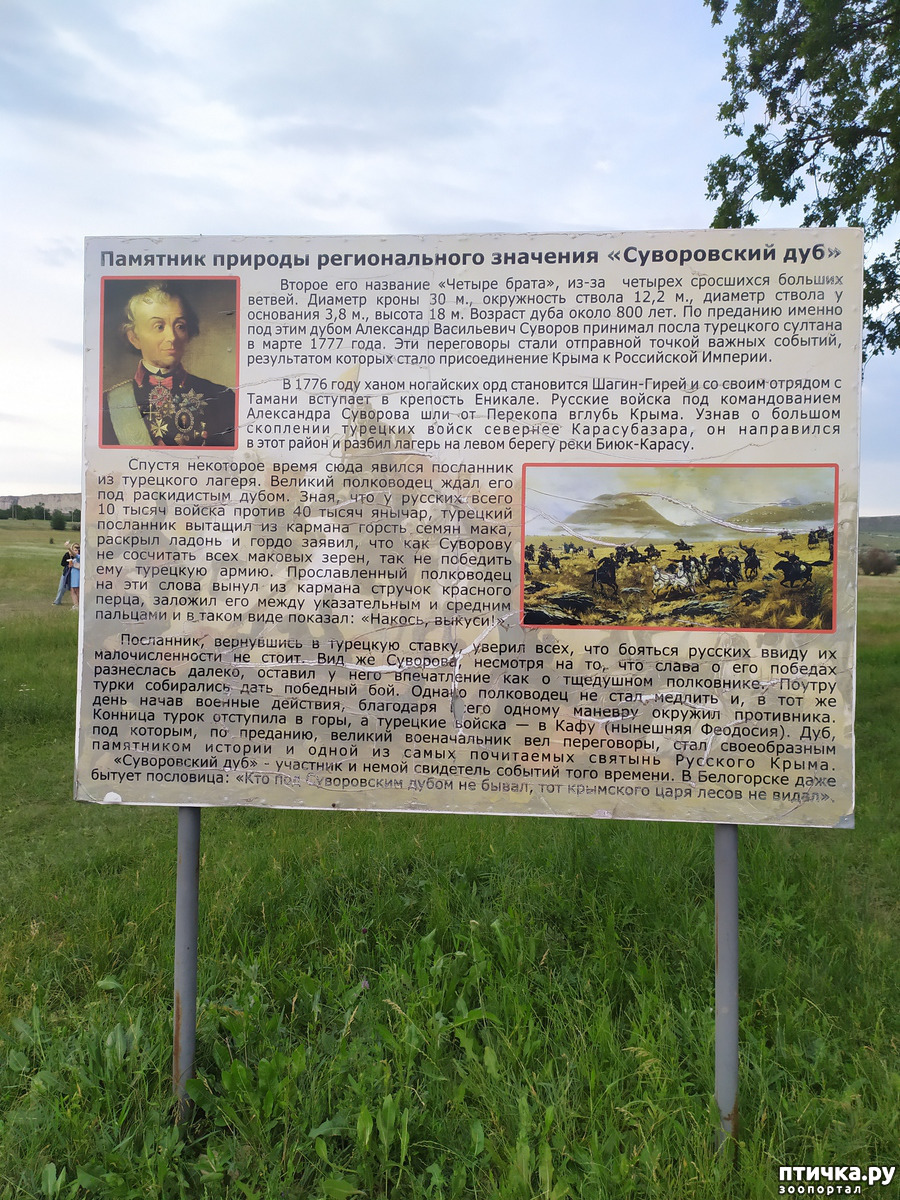 Памятник природы регионального значения «Суворовский дуб»
Второе его название «Четыре брата», из-за четырех сросшихся больших
ветвей. Диаметр кроны 30 м., окружность ствола 12,2 м., диаметр ствола у
основания 3,8 м., высота 18 м. Возраст дуба около 800 лет. По преданию именно
под этим дубом Александр Васильевич Суворов принимал посла турецкого султана
в марте 1777 года. Эти переговоры стали отправной точкой важных событий,
результатом которых стало присоединение Крыма к Российской Империи.
В 1776 году ханом ногайских орд становится Шагин-Гирей и со своим отрядом с
Тамани вступает в крепость Еникале. Русские войска под командованием
Александра Суворова шли от Перекопа вглубь Крыма. Узнав о большом
скоплении турецких войск севернее Карасубазара, он направился
в этот район и разбил лагерь на левом берегу реки Биюк-Карасу.
Спустя некоторое время сюда явился посланник
из турецкого лагеря. Великий полководец ждал его
под раскидистым дубом. Зная, что у русских всего
10 тысяч войска против 40 тысяч янычар, турецкий
посланник вытащил из кармана горсть семян мака,
раскрыл ладонь и гордо заявил, что как Суворову
не сосчитать всех маковых зерен, так не победить
ему турецкую армию. Прославленный полководец
на эти слова вынул из кармана стручок красного
перца, заложил его между указательным и средним
пальцами и в таком виде показал: «Накось, выкуси!»
Посланник, вернувшись в турецкую ставку, уверил всех, что бояться русских ввиду их
малочисленности не стоит. Вид же Суворова, несмотря на то, что слава о его победах
разнеслась далеко, оставил у него впечатление как о тщедушном полковнике. Поутру
турки собирались дать победный бой. Однако полководец не стал медлить и, в тот же
день начав военные действия, благодаря всего одному маневру окружил противника.
Конница турок отступила в горы, а турецкие войска — в Кафу (нынешняя Феодосия). Дуб,
под которым, по преданию, великий военачальник вел переговоры, стал своеобразным
памятником истории и одной из самых почитаемых святынь Русского Крыма.
«Суворовский дуб» - участник и немой свидетель событий того времени. В Белогорске даже
бытует пословица: «Кто под Суворовским дубом не бывал, тот крымского царя лесов не видал».
птичка.ру
зоопортал